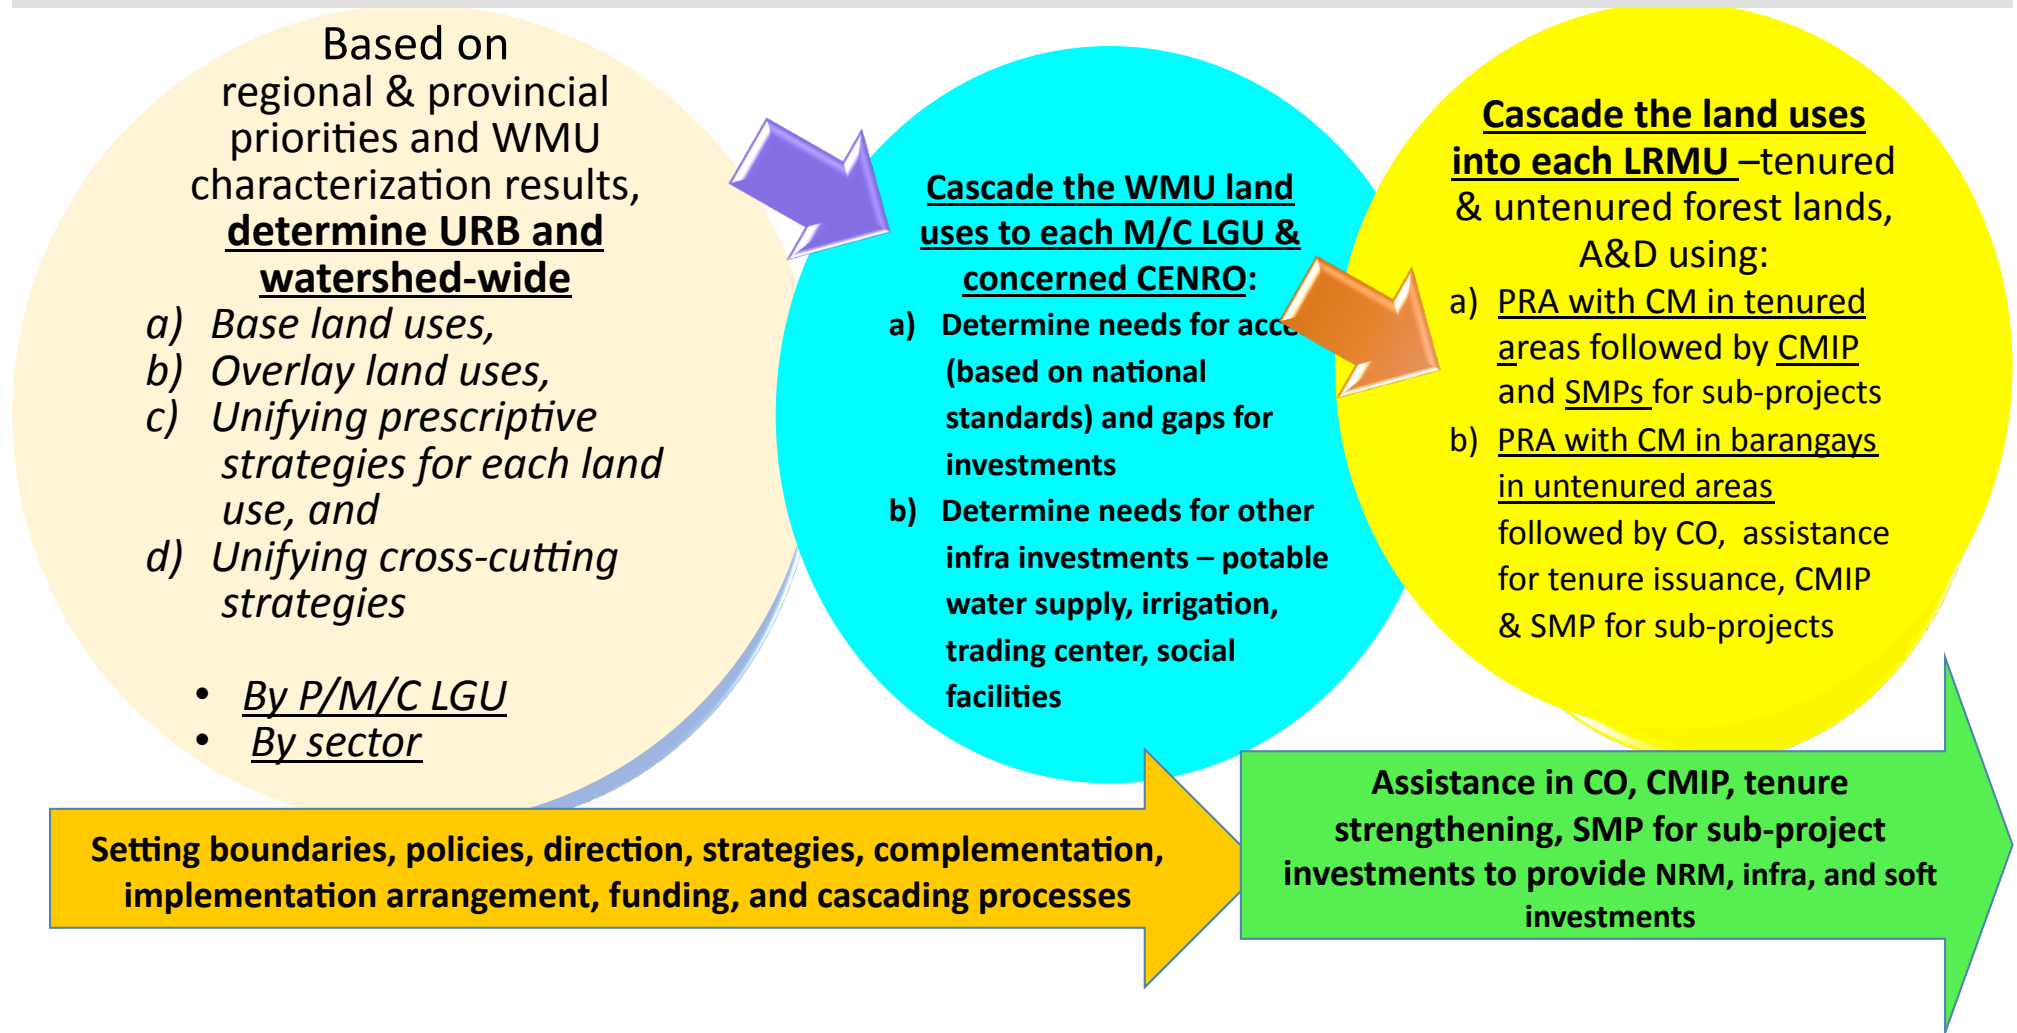 Based on
regional & provincial
priorities and WMU
characterization results,
determine URB and
watershed-wide
a) Base land uses,
b) Overlay land uses,
c) Unifying prescriptive
strategies for each land
use, and
d) Unifying cross-cutting
strategies
• By P/M/C LGU
• By sector
Cascade the WMU land
uses to each M/C LGU &
concerned CENRO:
a) Determine needs for
(based on national
standards) and gaps for
investments
b) Determine needs for other
infra investments – potable
water supply, irrigation,
trading center, social
facilities
Cascade the land uses
into each LRMU –tenured
& untenured forest lands,
A&D using:
a) PRA with CM in tenured
areas followed by CMIP
and SMPs for sub-projects
b) PRA with CM in barangays
in untenured areas
followed by CO, assistance
for tenure issuance, CMIP
& SMP for sub-projects
Setting boundaries, policies, direction, strategies, complementation,
implementation arrangement, funding, and cascading processes
Assistance in CO, CMIP, tenure
strengthening, SMP for sub-project
investments to provide NRM, infra, and soft
investments